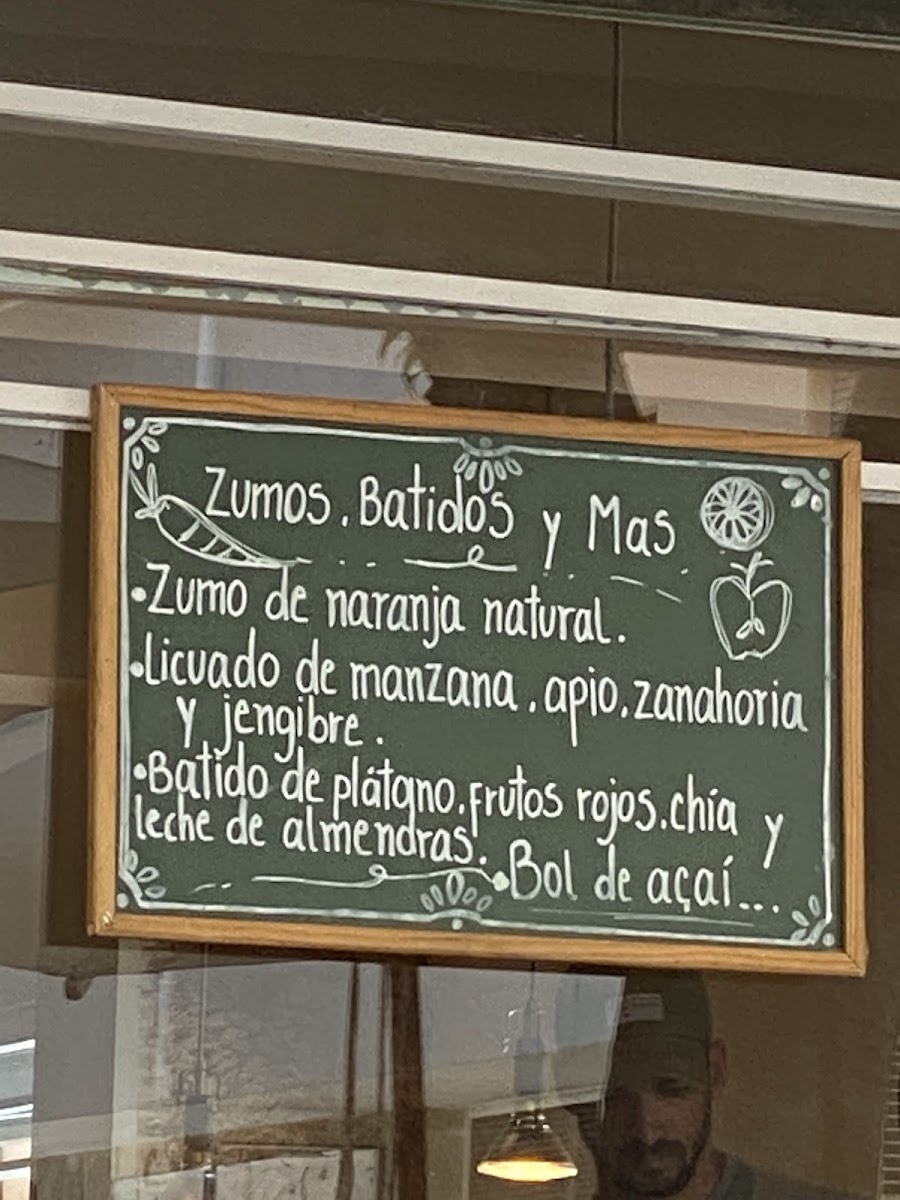 Zumos, Batidos y Mas
•Zumo de naranja natural.
•Licuado de manzana, apio, zanahoria
y jengibre.
•Batido de plátano, frutos rojos, chía y
leche de almendras.
•Bol de açaí...